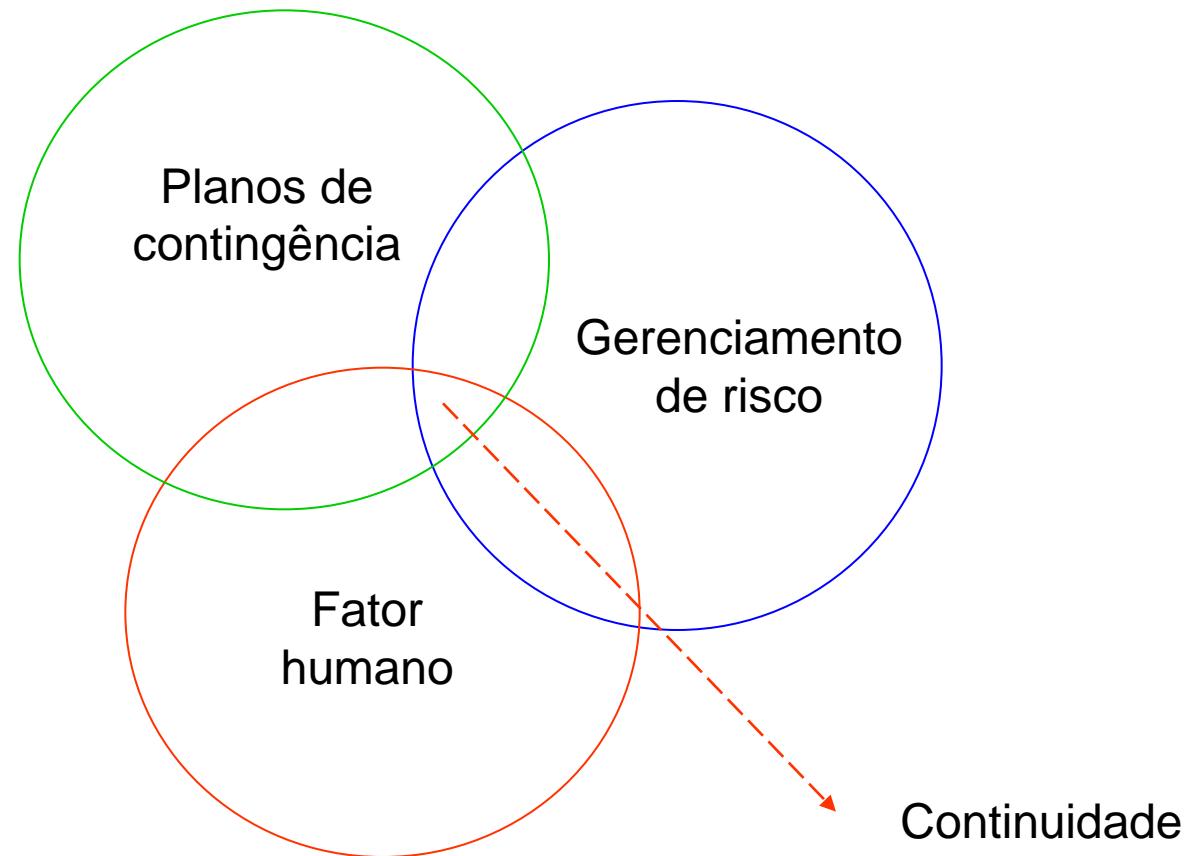 Planos de
contingência
Gerenciamento
de risco
Fator
humano
Continuidade